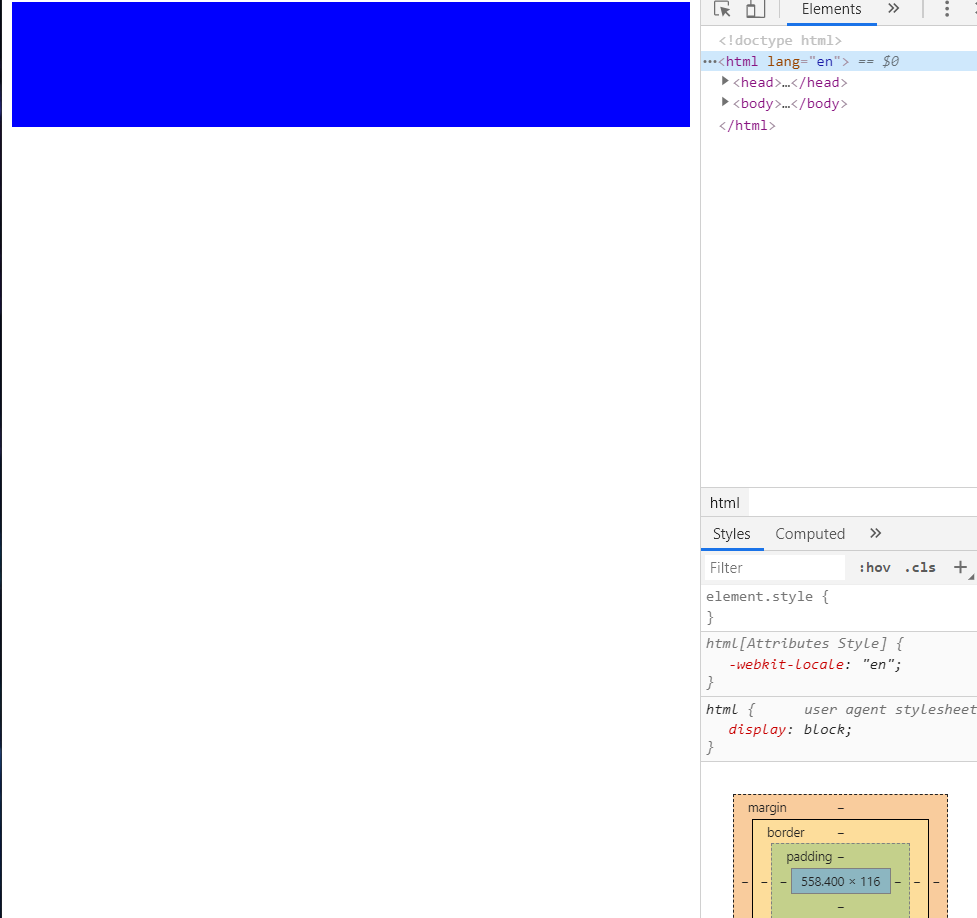 Elements »
<!doctype html>
…<html lang="en"> == $0
<head>…</head>
<body>…</body>
</html>
html
Styles Computed »
Filter :hov .cls +
element.style {
}
html[Attributes Style] {
-webkit-locale: "en";
}
html { user agent stylesheet
display: block;
}
margin –
border –
padding –
– – – 558.400 × 116 – – –
–